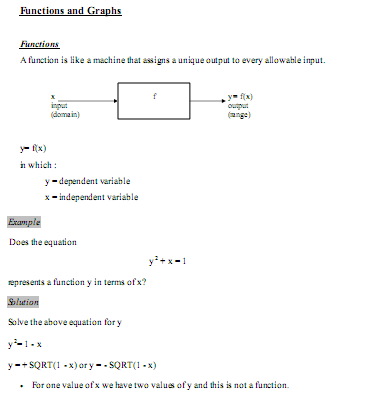 Functions and Graphs
Functions
A function is like a machine that assigns a unique output to every allowable input.
x
input
(domain)
f
y= f(x)
output
(range)
y= f(x)
in which :
y = dependent variable
x = independent variable
Example
Does the equation
y² + x = 1
represents a function y in terms of x?
Solution
Solve the above equation for y
y²= 1 - x
y = + SQRT(1 - x) or y = - SQRT(1 - x)
• For one value of x we have two values of y and this is not a function.